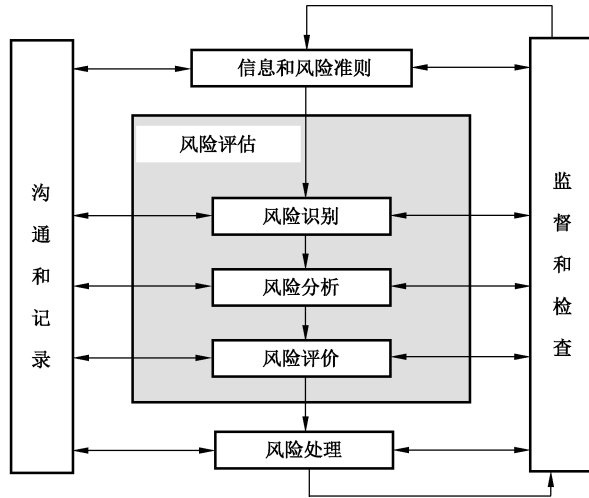 信息和风险准则
风险评估
风险识别
风险分析
风险评价
风险处理
沟通和记录
监督和检查